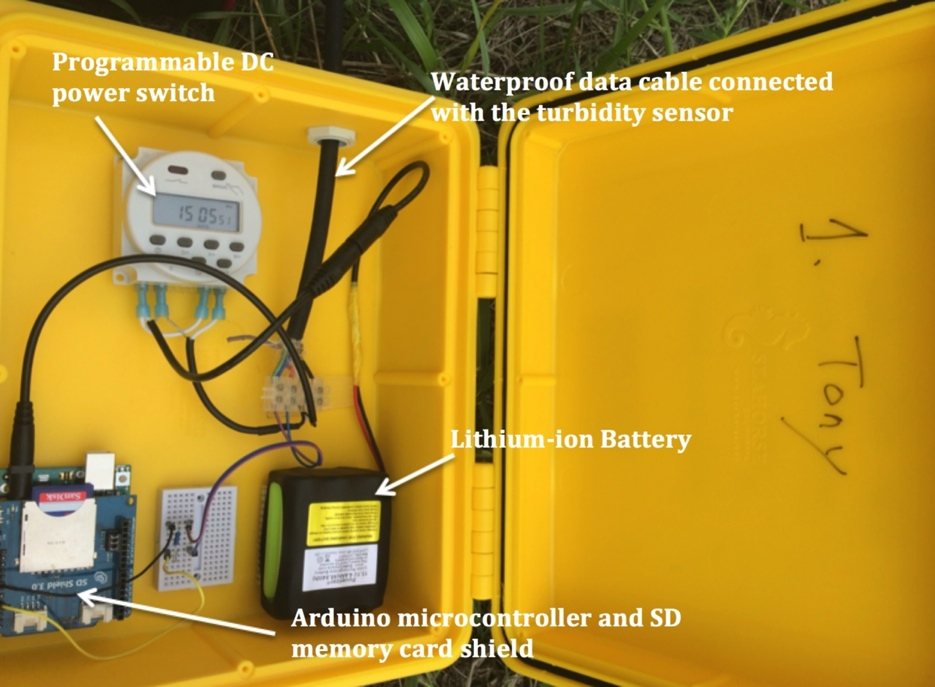 Programmable DC
power switch
Waterproof data cable connected
with the turbidity sensor
15:05 51
1.
Tony
Lithium-ion Battery
SanDisk
SD Shield 3.0
Arduino microcontroller and SD
memory card shield